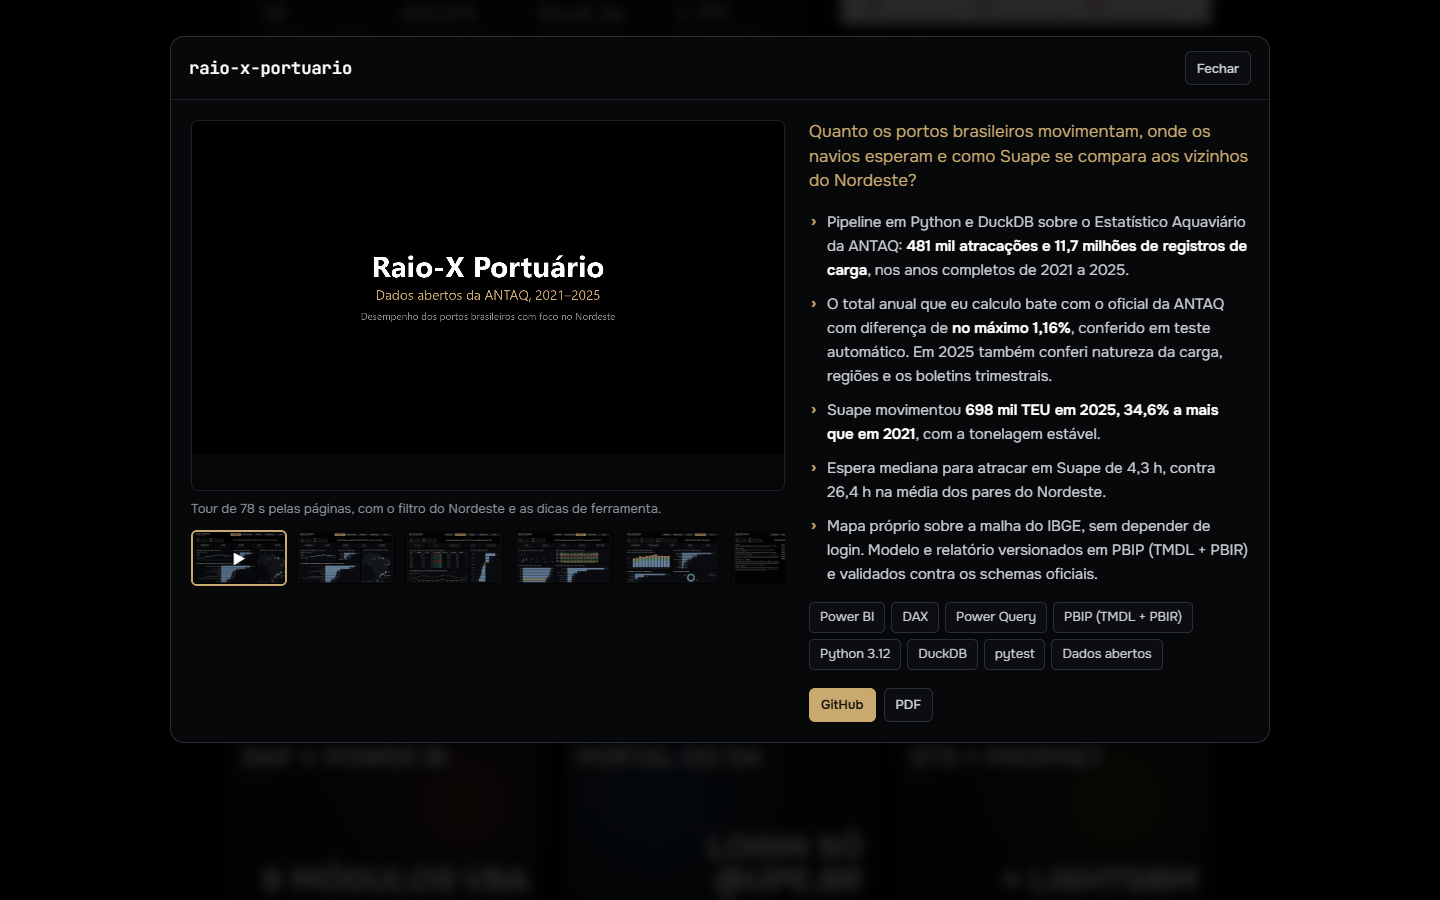 raio-x-portuario
Fechar
Raio-X Portuário
Dados abertos da ANTAQ, 2021–2025
Desempenho dos portos brasileiros com foco no Nordeste
Tour de 78 s pelas páginas, com o filtro do Nordeste e as dicas de ferramenta.
Quanto os portos brasileiros movimentam, onde os
navios esperam e como Suape se compara aos vizinhos
do Nordeste?
› Pipeline em Python e DuckDB sobre o Estatístico Aquaviário
da ANTAQ: 481 mil atracações e 11,7 milhões de registros de
carga, nos anos completos de 2021 a 2025.
› O total anual que eu calculo bate com o oficial da ANTAQ
com diferença de no máximo 1,16%, conferido em teste
automático. Em 2025 também conferi natureza da carga,
regiões e os boletins trimestrais.
› Suape movimentou 698 mil TEU em 2025, 34,6% a mais
que em 2021, com a tonelagem estável.
› Espera mediana para atracar em Suape de 4,3 h, contra
26,4 h na média dos pares do Nordeste.
› Mapa próprio sobre a malha do IBGE, sem depender de
login. Modelo e relatório versionados em PBIP (TMDL + PBIR)
e validados contra os schemas oficiais.
Power BI DAX Power Query PBIP (TMDL + PBIR)
Python 3.12 DuckDB pytest Dados abertos
GitHub PDF
9 MÓDULOS VBA
LOGIN SÓ
@UPE.BR
+ LIGHTGBM